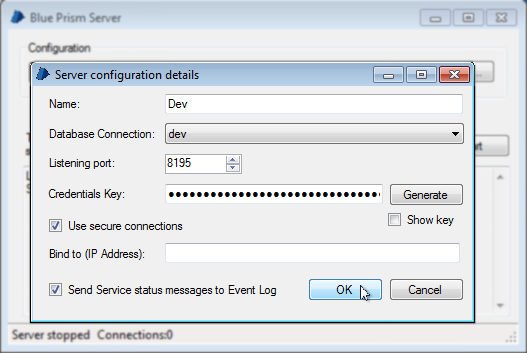 Blue Prism Server
Configuration
Server configuration details
Name: Dev
Database Connection: dev
Listening port: 8195
Credentials Key: ●●●●●●●●●●●●●●●●●●●●●●●●●●●●●●● Generate
Show key
Use secure connections
Bind to (IP Address):
Send Service status messages to Event Log OK Cancel
Server stopped Connections:0